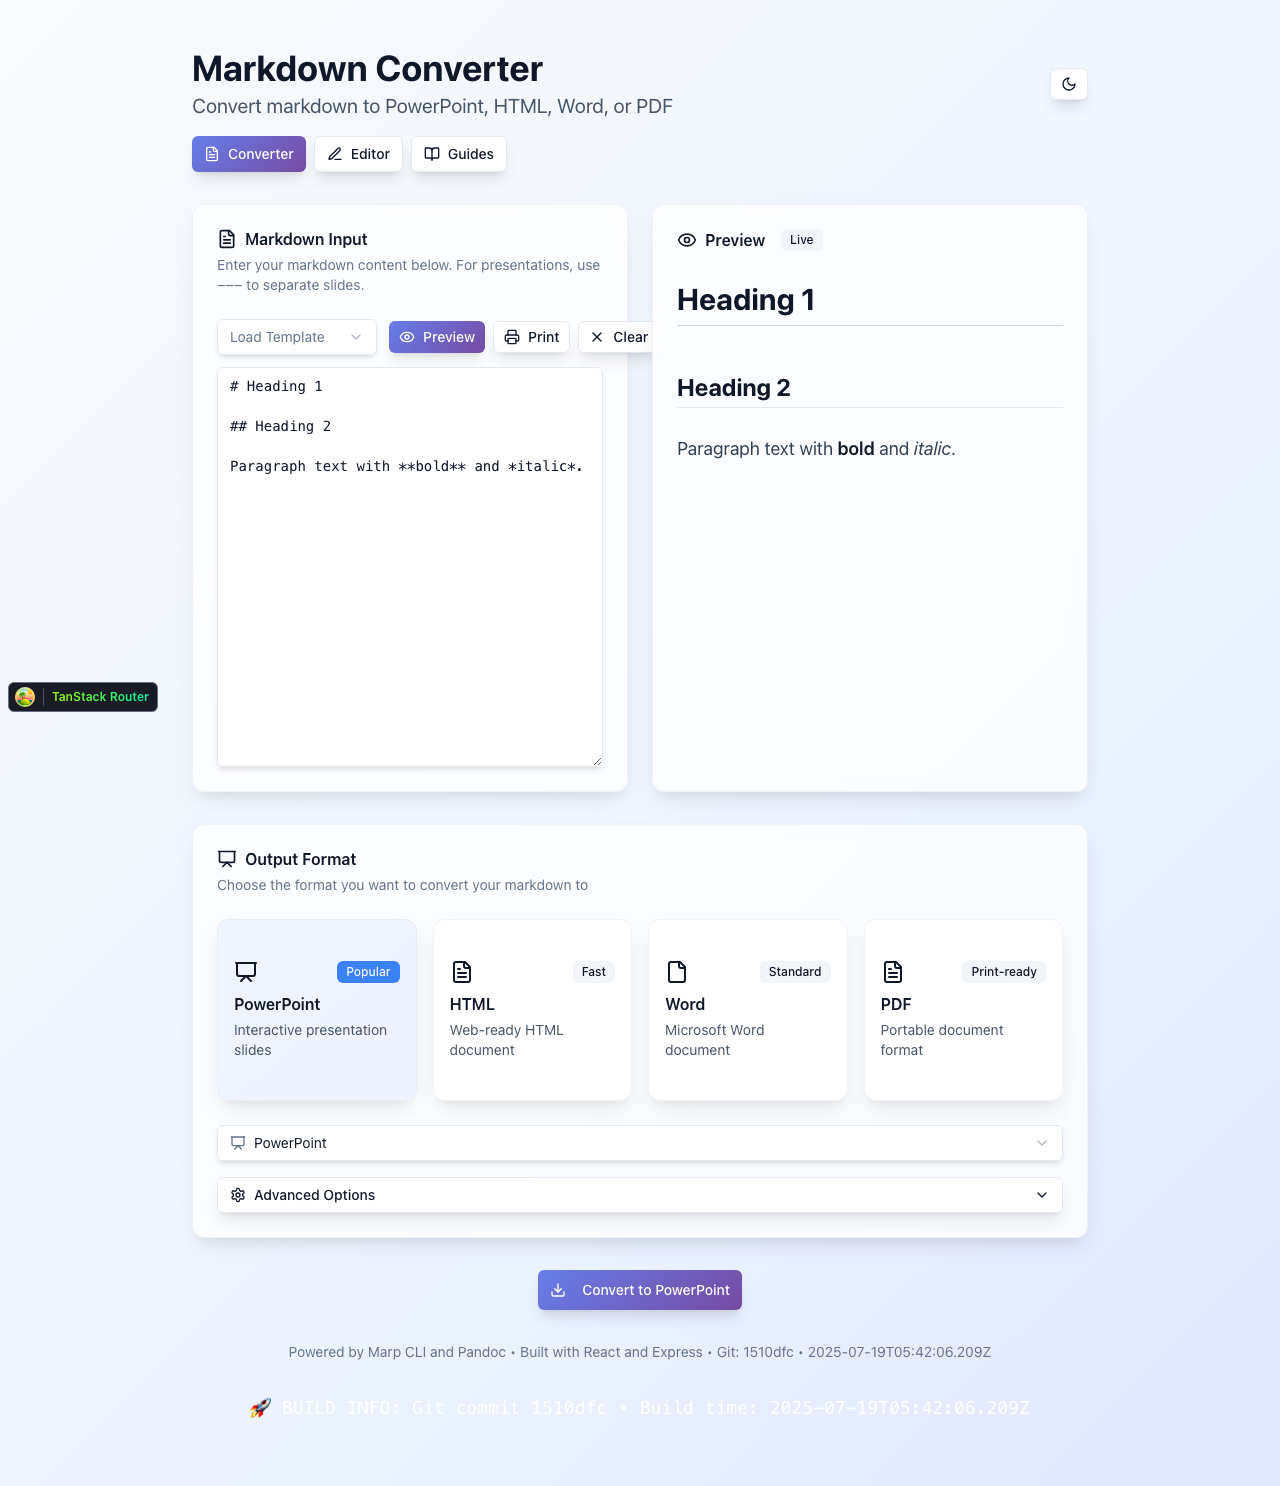 Markdown Converter
Convert markdown to PowerPoint, HTML, Word, or PDF
Converter
Editor
Guides
Markdown Input
Enter your markdown content below. For presentations, use
--- to separate slides.
Load Template
Preview
Print
Clear
# Heading 1
## Heading 2
Paragraph text with **bold** and *italic*.
Preview
Live
Heading 1
Heading 2
Paragraph text with bold and italic.
TanStack Router
Output Format
Choose the format you want to convert your markdown to
Popular
PowerPoint
Interactive presentation
slides
Fast
HTML
Web-ready HTML
document
Standard
Word
Microsoft Word
document
Print-ready
PDF
Portable document
format
PowerPoint
Advanced Options
Convert to PowerPoint
Powered by Marp CLI and Pandoc • Built with React and Express • Git: 1510dfc • 2025-07-19T05:42:06.209Z
🚀 BUILD INFO: Git commit 1510dfc • Build time: 2025-07-19T05:42:06.209Z